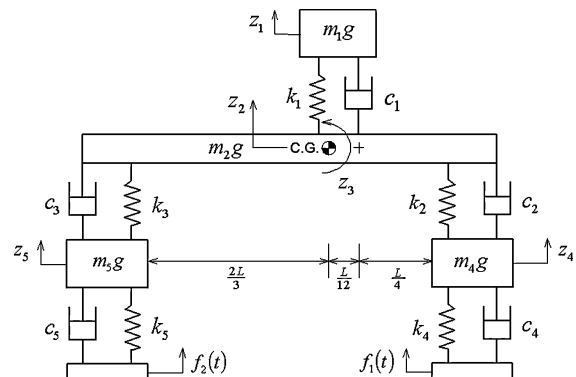 z₁
m₁g
k₁
c₁
z₂
m₂g
C.G.
+
z₃
c₃
k₃
k₂
c₂
z₅
m₅g
2L/3
L/12
L/4
m₄g
z₄
c₅
k₅
k₄
c₄
f₂(t)
f₁(t)